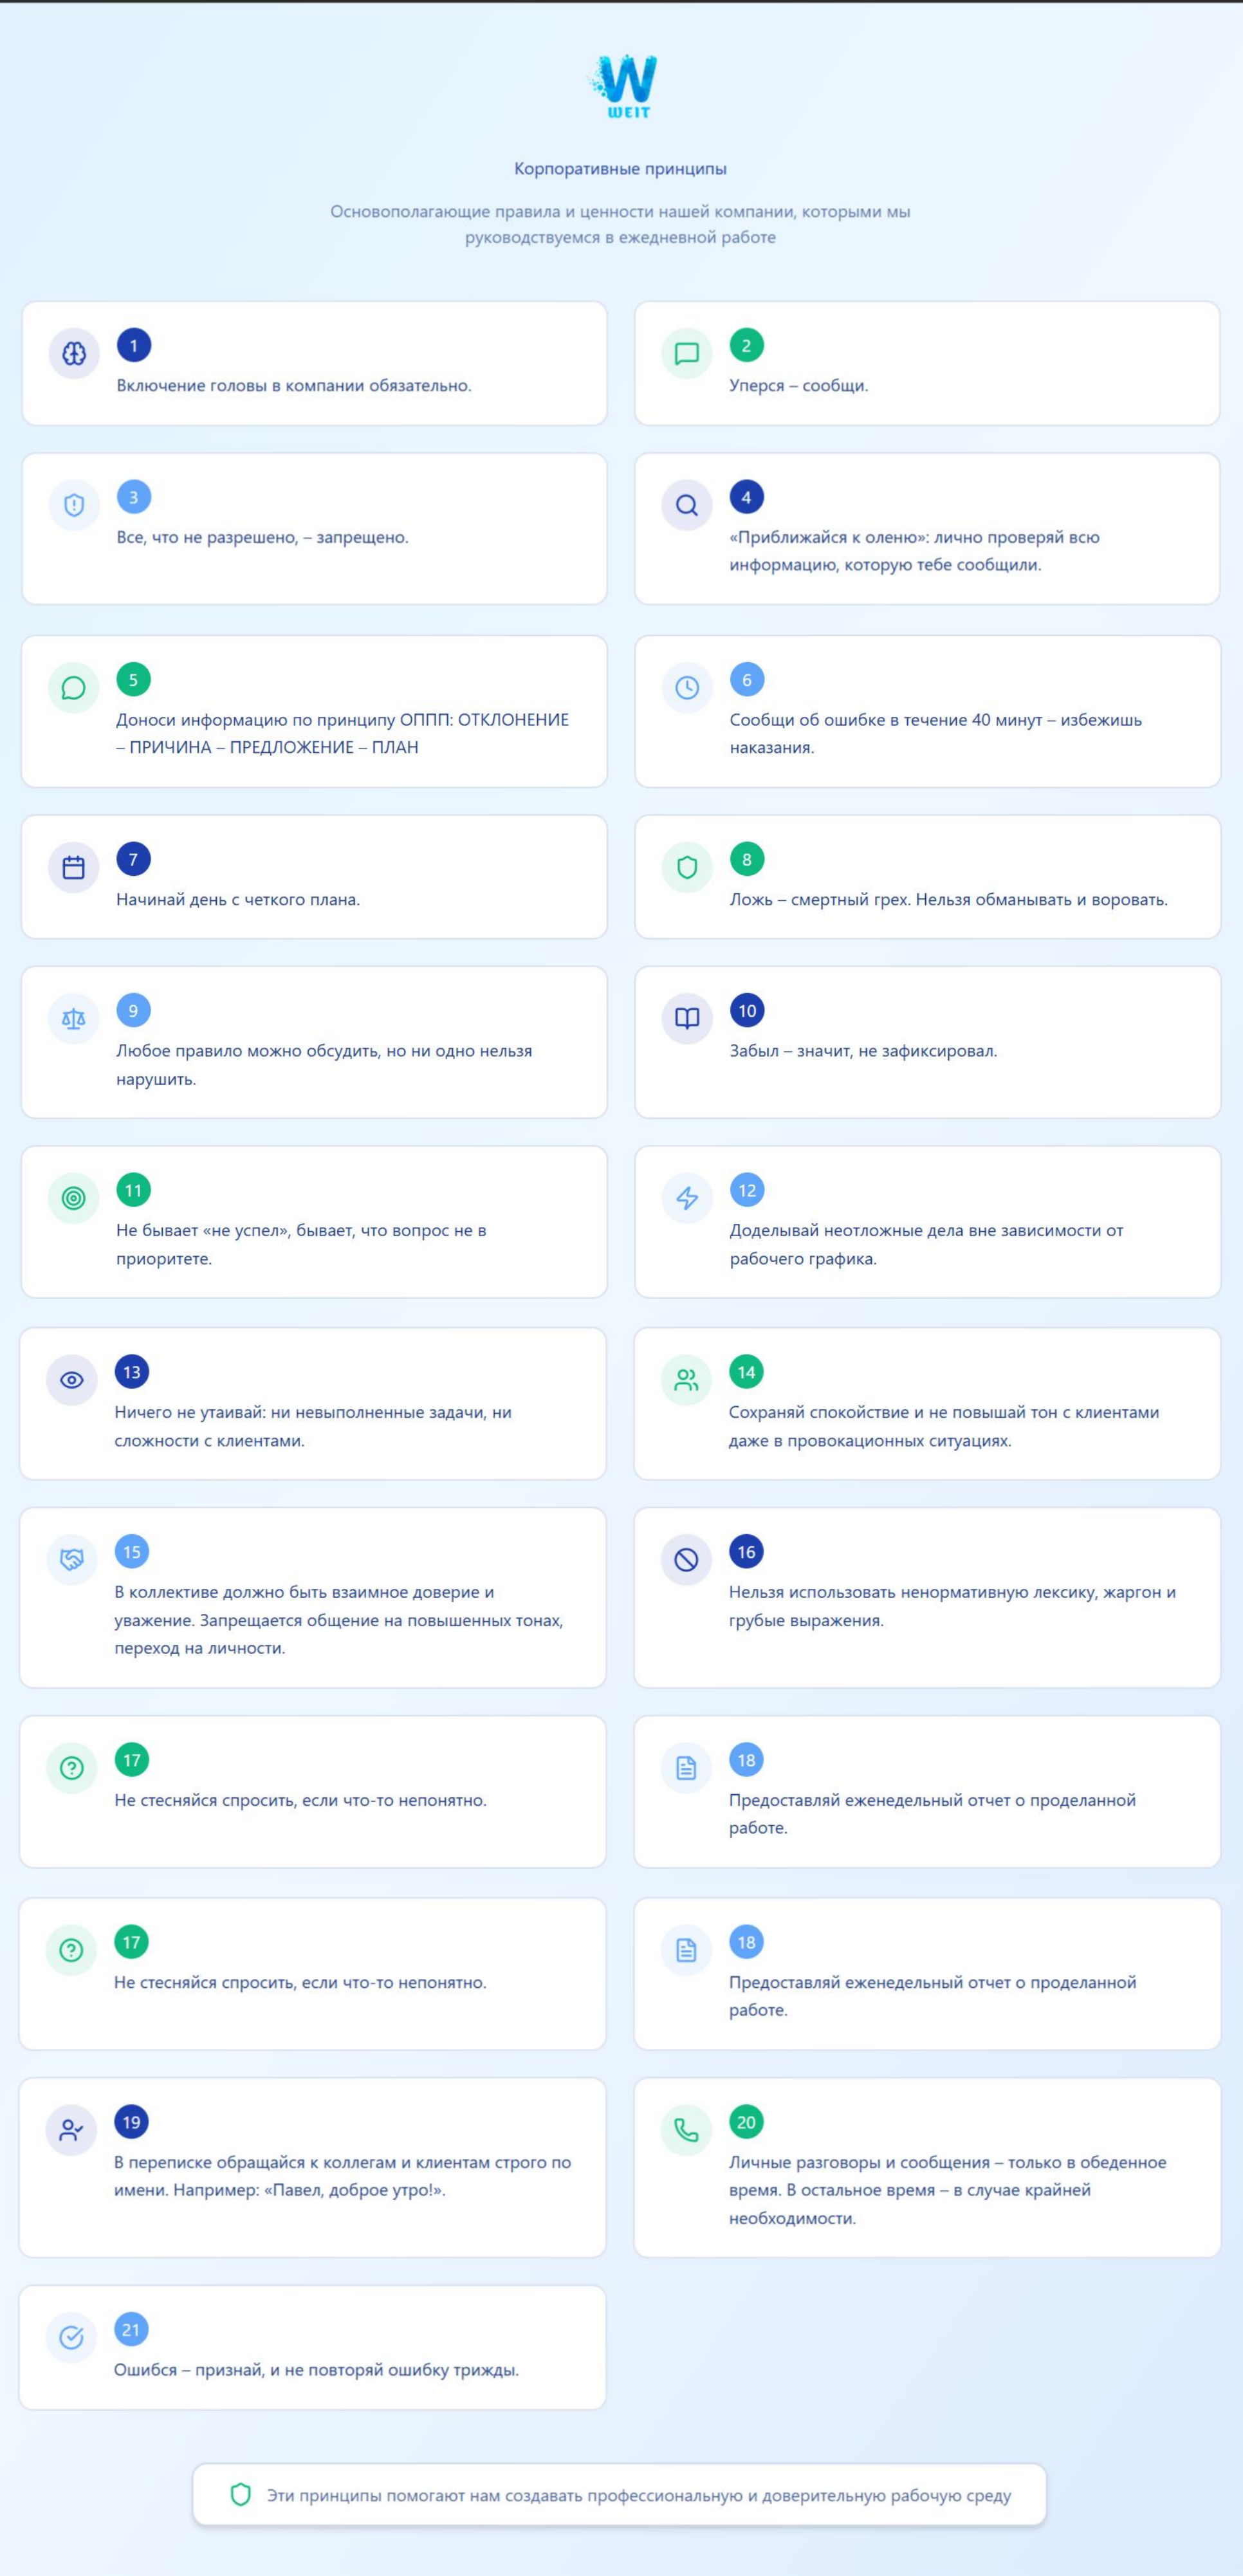 WEIT
Корпоративные принципы
Основополагающие правила и ценности нашей компании, которыми мы
руководствуемся в ежедневной работе
1
Включение головы в компании обязательно.
2
Уперся – сообщи.
3
Все, что не разрешено, – запрещено.
4
«Приближайся к оленю»: лично проверяй всю
информацию, которую тебе сообщили.
5
Доноси информацию по принципу ОППП: ОТКЛОНЕНИЕ
– ПРИЧИНА – ПРЕДЛОЖЕНИЕ – ПЛАН
6
Сообщи об ошибке в течение 40 минут – избежишь
наказания.
7
Начинай день с четкого плана.
8
Ложь – смертный грех. Нельзя обманывать и воровать.
9
Любое правило можно обсудить, но ни одно нельзя
нарушить.
10
Забыл – значит, не зафиксировал.
11
Не бывает «не успел», бывает, что вопрос не в
приоритете.
12
Доделывай неотложные дела вне зависимости от
рабочего графика.
13
Ничего не утаивай: ни невыполненные задачи, ни
сложности с клиентами.
14
Сохраняй спокойствие и не повышай тон с клиентами
даже в провокационных ситуациях.
15
В коллективе должно быть взаимное доверие и
уважение. Запрещается общение на повышенных тонах,
переход на личности.
16
Нельзя использовать ненормативную лексику, жаргон и
грубые выражения.
17
Не стесняйся спросить, если что-то непонятно.
18
Предоставляй еженедельный отчет о проделанной
работе.
17
Не стесняйся спросить, если что-то непонятно.
18
Предоставляй еженедельный отчет о проделанной
работе.
19
В переписке обращайся к коллегам и клиентам строго по
имени. Например: «Павел, доброе утро!».
20
Личные разговоры и сообщения – только в обеденное
время. В остальное время – в случае крайней
необходимости.
21
Ошибся – признай, и не повторяй ошибку трижды.
Эти принципы помогают нам создавать профессиональную и доверительную рабочую среду